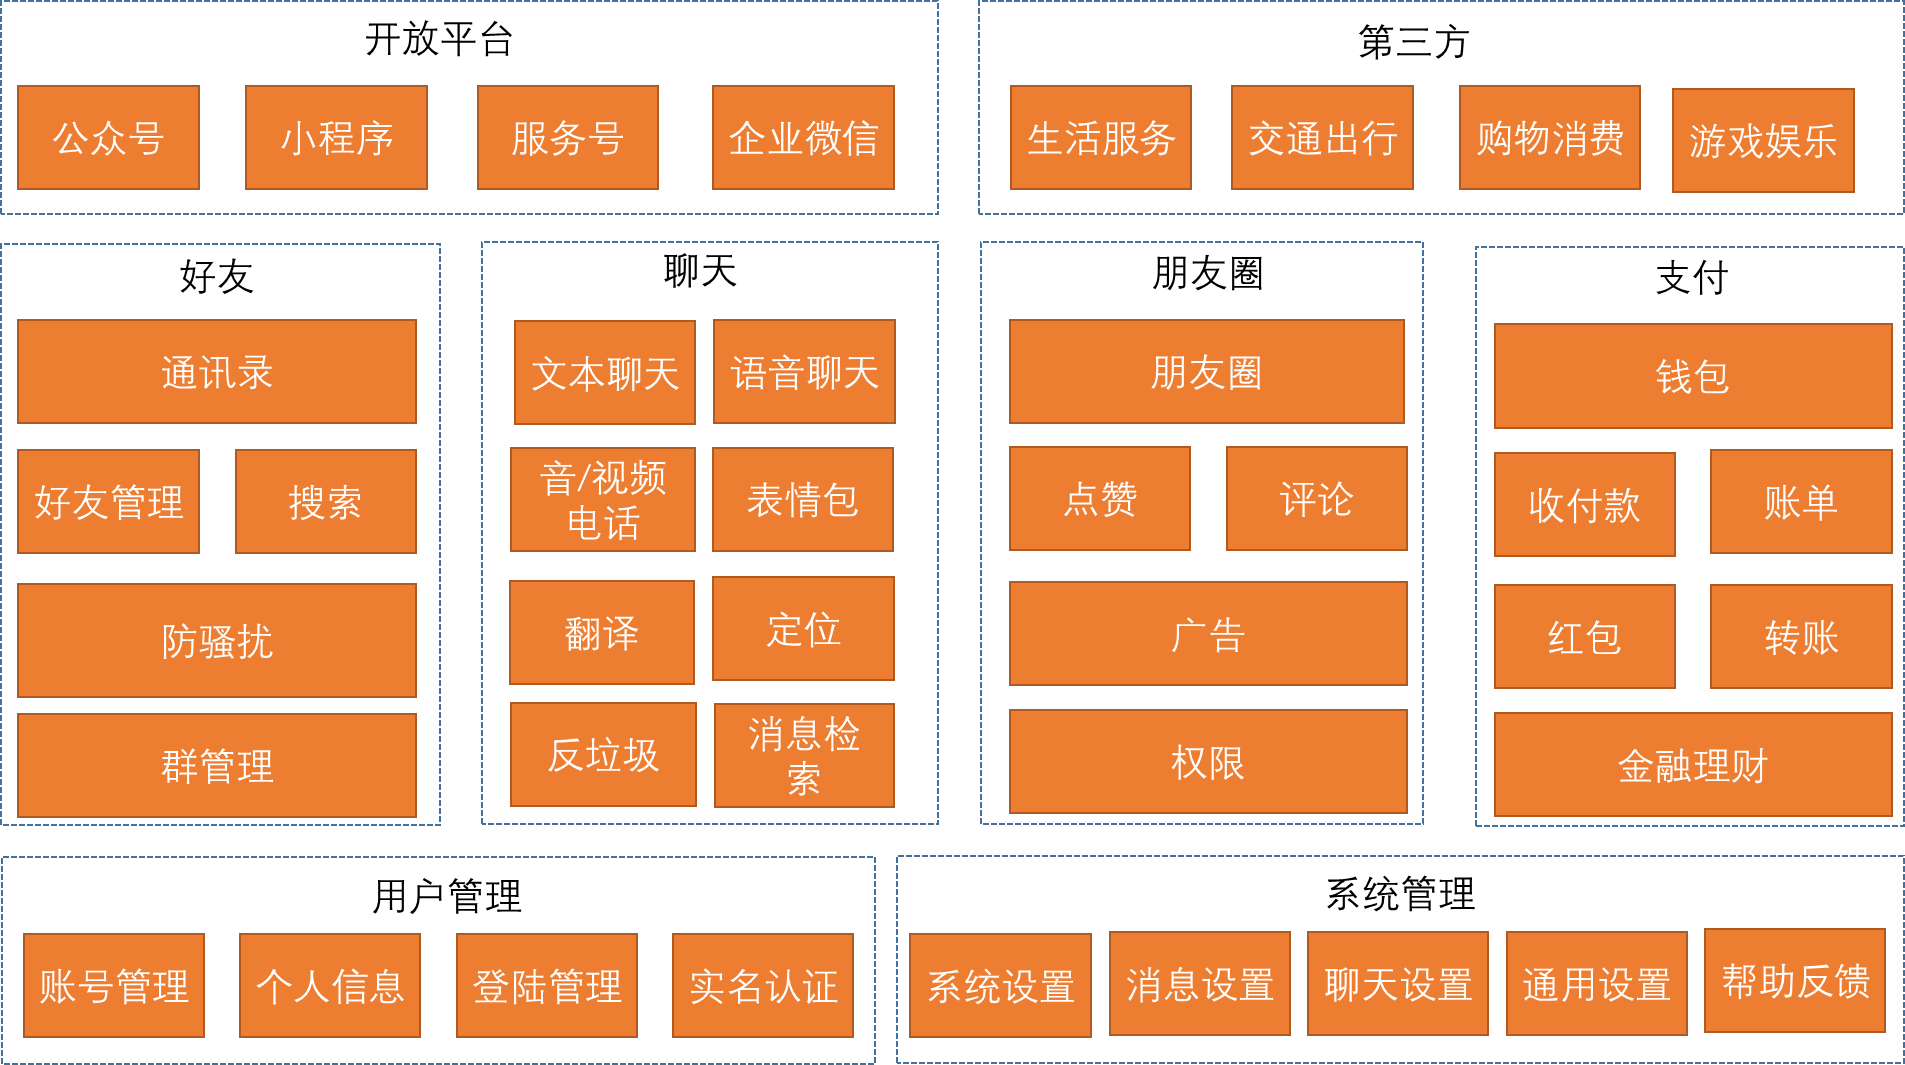 开放平台
公众号
小程序
服务号
企业微信
第三方
生活服务
交通出行
购物消费
游戏娱乐
好友
通讯录
好友管理
搜索
防骚扰
群管理
聊天
文本聊天
语音聊天
音/视频
电话
表情包
翻译
定位
反垃圾
消息检
索
朋友圈
朋友圈
点赞
评论
广告
权限
支付
钱包
收付款
账单
红包
转账
金融理财
用户管理
账号管理
个人信息
登陆管理
实名认证
系统管理
系统设置
消息设置
聊天设置
通用设置
帮助反馈